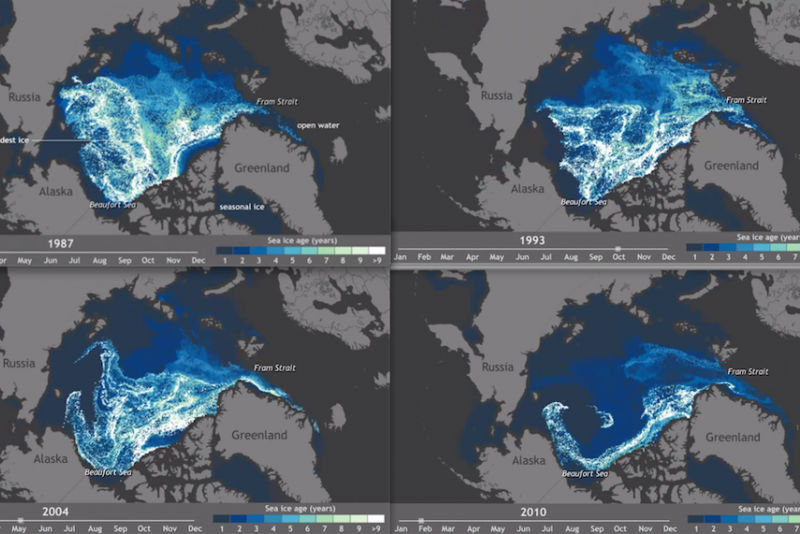 Russia
Fram Strait
open water
dest ice
Greenland
Alaska
Beaufort Sea
seasonal ice
1987
Sea ice age (years)
pr May Jun Jul Aug Sep Oct Nov Dec
1 2 3 4 5 6 7 8 9 >9
Russia
Fram Strait
Greenland
Alaska
Beaufort Sea
1993
Sea ice age (years)
Jan Feb Mar Apr May Jun Jul Aug Sep Oct Nov Dec
1 2 3 4 5 6 7
Russia
Fram Strait
Greenland
Alaska
Beaufort Sea
2004
Sea ice age (years)
Apr May Jun Jul Aug Sep Oct Nov Dec
1 2 3 4 5 6 7 8 9 >9
Russia
Fram Strait
Greenland
Alaska
Beaufort Sea
2010
Sea ice age (years)
Jan Feb Mar Apr May Jun Jul Aug Sep Oct Nov Dec
1 2 3 4 5 6 7